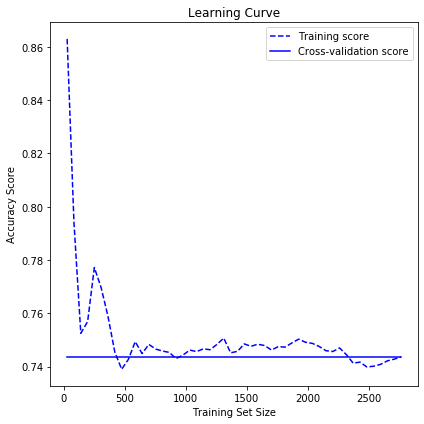 Learning Curve
Training score
Cross-validation score
0.86
0.84
0.82
0.80
0.78
0.76
0.74
Accuracy Score
0
500
1000
1500
2000
2500
Training Set Size